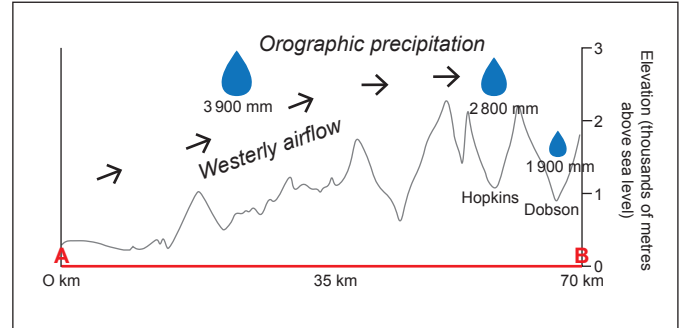 Orographic precipitation
3 900 mm
2 800 mm
Westerly airflow
1 900 mm
Hopkins
Dobson
3
2
1
0
Elevation (thousands of metres
above sea level)
A
B
O km
35 km
70 km